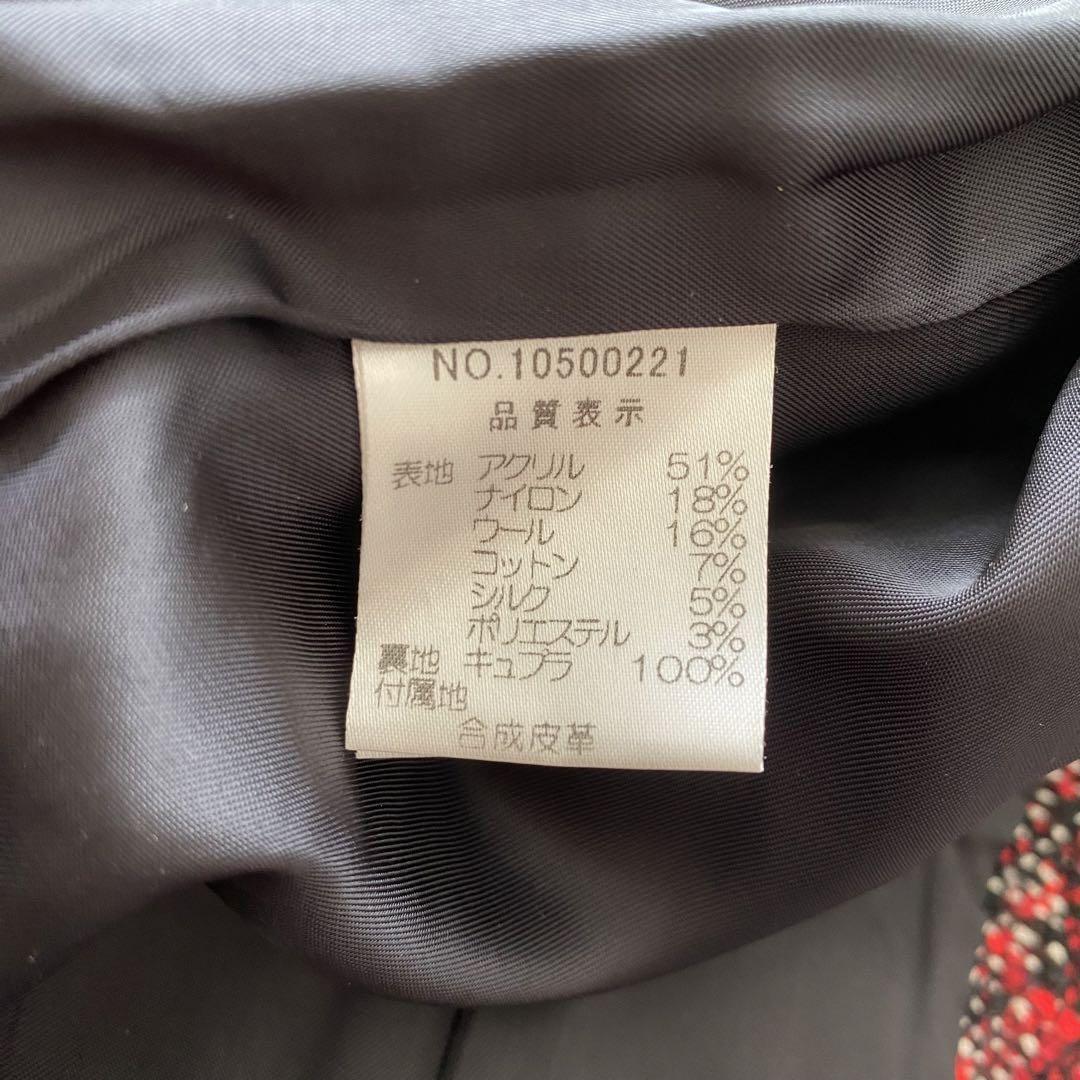 NO.10500221
品質表示
表地 アクリル 51%
ナイロン 18%
ウール 16%
コットン 7%
シルク 5%
ポリエステル 3%
裏地 キュプラ 100%
付属地
合成皮革